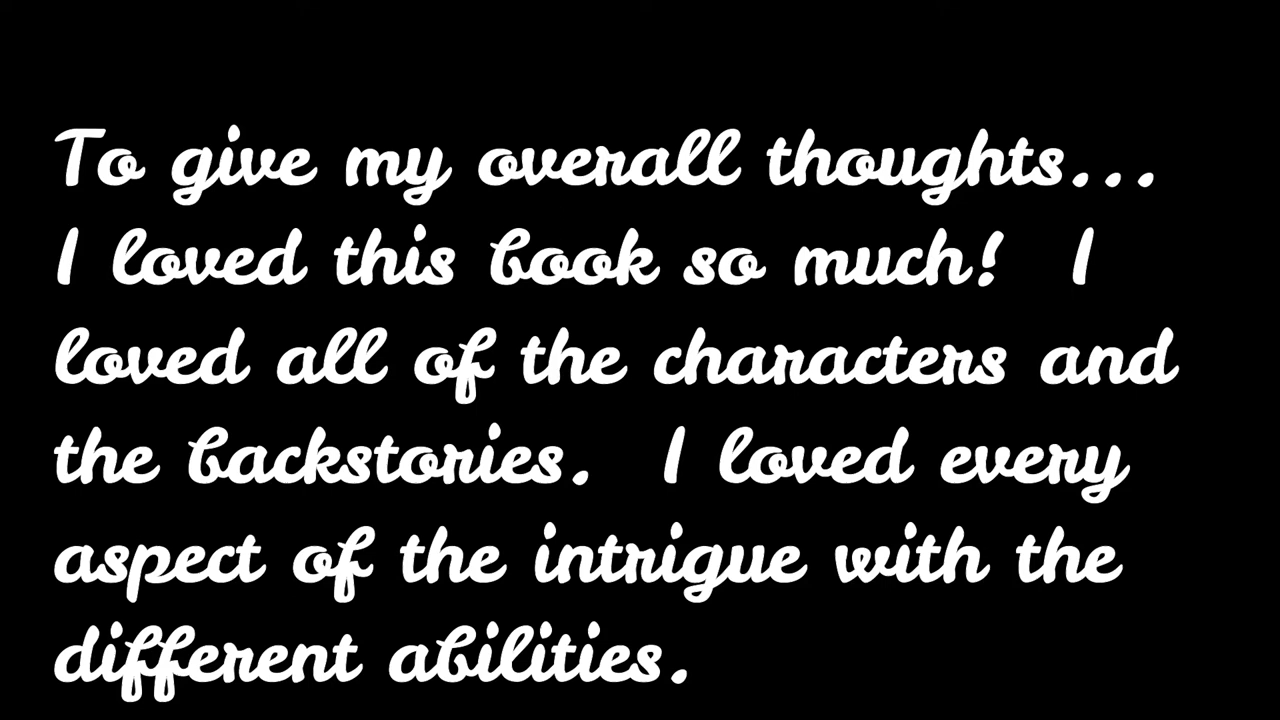 To give my overall thoughts...
I loved this book so much!  I
loved all of the characters and
the backstories.  I loved every
aspect of the intrigue with the
different abilities.